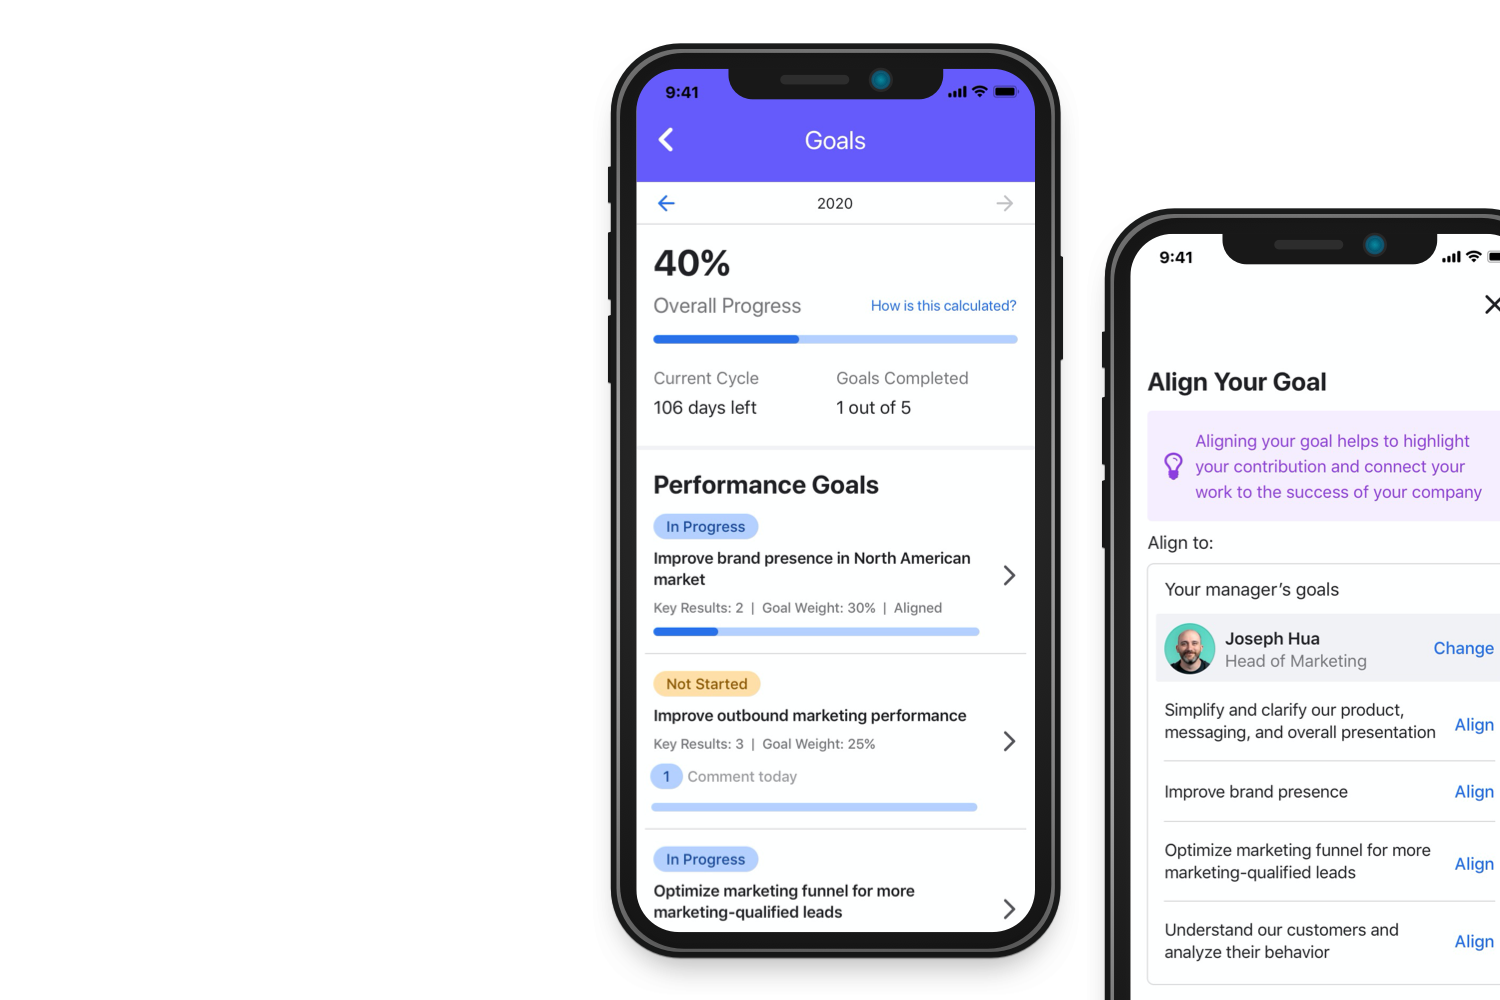 9:41
Goals
2020
40%
Overall Progress
How is this calculated?
Current Cycle
Goals Completed
106 days left
1 out of 5
Performance Goals
In Progress
Improve brand presence in North American
market
Key Results: 2 | Goal Weight: 30% | Aligned
Not Started
Improve outbound marketing performance
Key Results: 3 | Goal Weight: 25%
1 Comment today
In Progress
Optimize marketing funnel for more
marketing-qualified leads
9:41
Align Your Goal
Aligning your goal helps to highlight
your contribution and connect your
work to the success of your company
Align to:
Your manager’s goals
Joseph Hua
Head of Marketing
Change
Simplify and clarify our product,
messaging, and overall presentation
Align
Improve brand presence
Align
Optimize marketing funnel for more
marketing-qualified leads
Align
Understand our customers and
analyze their behavior
Align